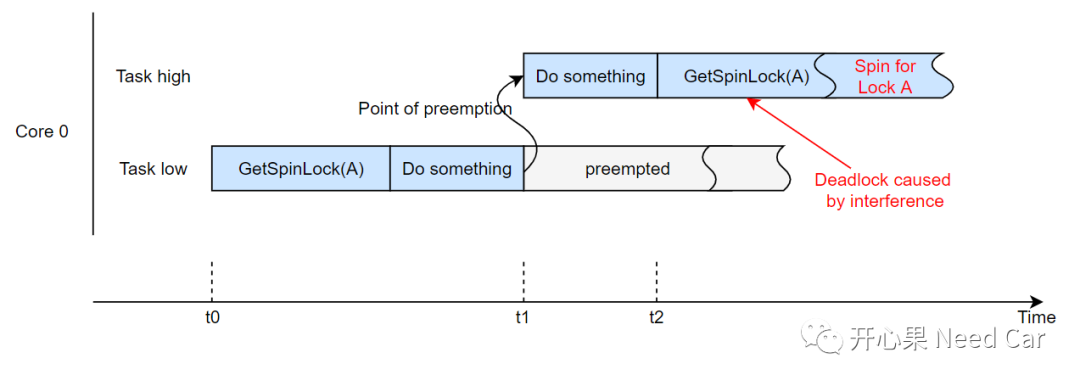 Task high
Do something
GetSpinLock(A)
Spin for
Lock A
Point of preemption
Core 0
Task low
GetSpinLock(A)
Do something
preempted
Deadlock caused
by interference
t0
t1
t2
Time
开心果 Need Car